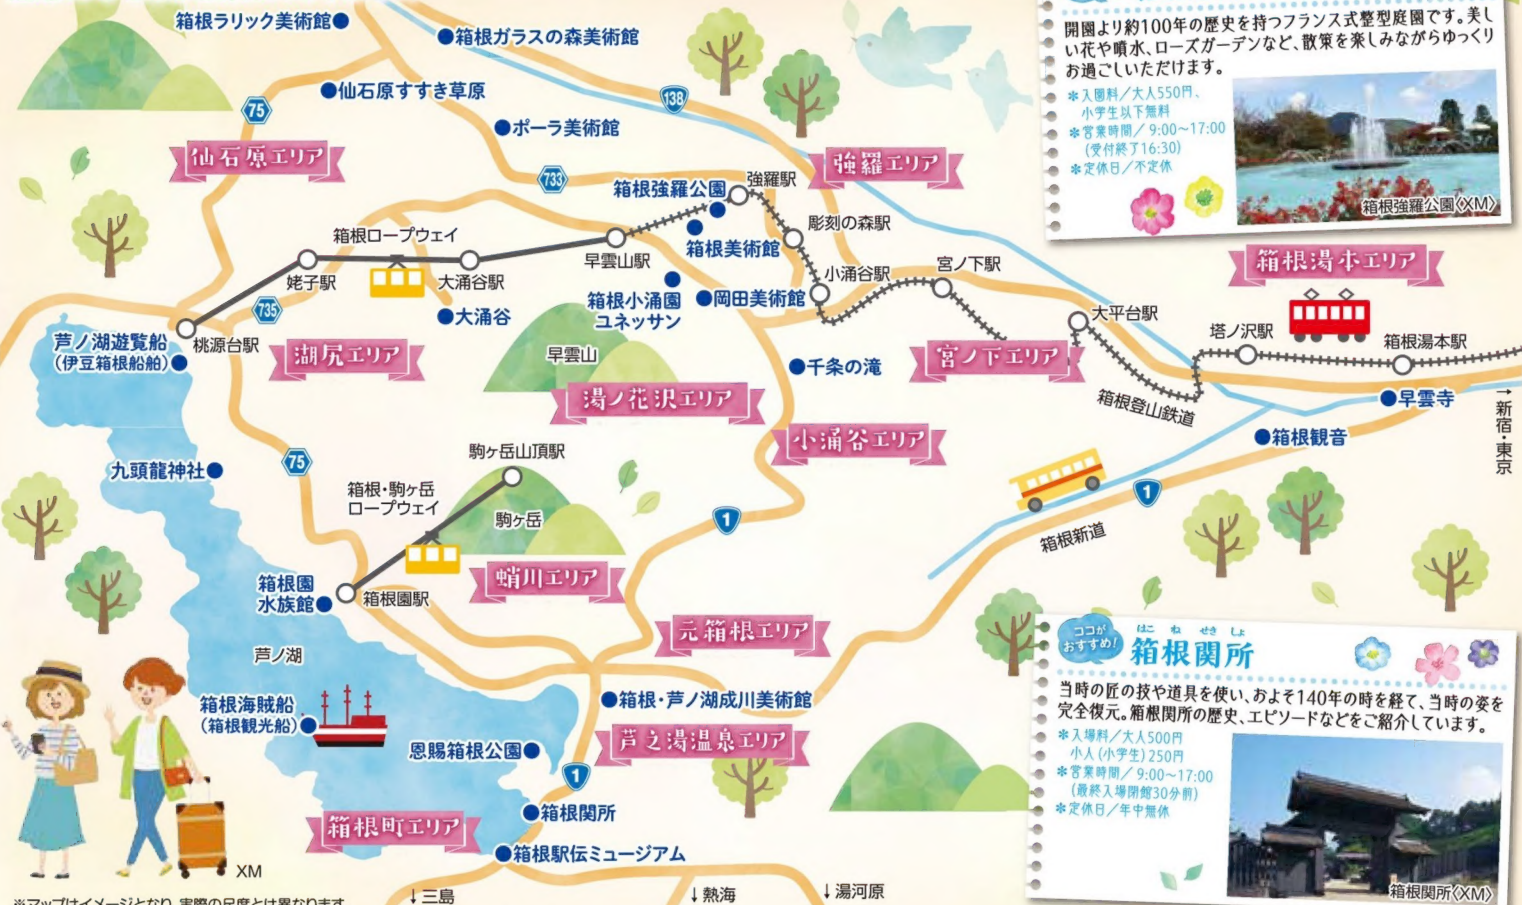 箱根ラリック美術館
箱根ガラスの森美術館
仙石原すすき草原
75
138
ポーラ美術館
仙石原エリア
強羅エリア
733
箱根強羅公園
強羅駅
彫刻の森駅
箱根美術館
箱根ロープウェイ
早雲山駅
姥子駅
大涌谷駅
小涌谷駅
宮ノ下駅
箱根小涌園
ユネッサン
岡田美術館
735
大涌谷
大平台駅
桃源台駅
芦ノ湖遊覧船
(伊豆箱根船舶)
湖尻エリア
早雲山
千条の滝
宮ノ下エリア
塔ノ沢駅
箱根湯本駅
箱根湯本エリア
湯ノ花沢エリア
箱根登山鉄道
早雲寺
→新宿・東京
小涌谷エリア
箱根観音
九頭龍神社
75
駒ヶ岳山頂駅
箱根・駒ヶ岳
ロープウェイ
駒ヶ岳
1
1
箱根新道
蛸川エリア
箱根園
水族館
箱根園駅
元箱根エリア
芦ノ湖
箱根海賊船
(箱根観光船)
箱根・芦ノ湖成川美術館
恩賜箱根公園
芦之湯温泉エリア
1
箱根関所
箱根町エリア
箱根駅伝ミュージアム
XM
↓三島
↓熱海
↓湯河原
※マップはイメージとなり、実際の尺度とは異なります
開園より約100年の歴史を持つフランス式整型庭園です。美し
い花や噴水、ローズガーデンなど、散策を楽しみながらゆっくり
お過ごしいただけます。
*入園料/大人550円、
小学生以下無料
*営業時間/9:00~17:00
(受付終了16:30)
*定休日/不定休
箱根強羅公園〈XM〉
ココが
おすすめ!
はこ ね せき しょ
箱根関所
当時の匠の技や道具を使い、およそ140年の時を経て、当時の姿を
完全復元。箱根関所の歴史、エピソードなどをご紹介しています。
*入場料/大人500円
小人(小学生)250円
*営業時間/9:00~17:00
(最終入場閉館30分前)
*定休日/年中無休
箱根関所〈XM〉